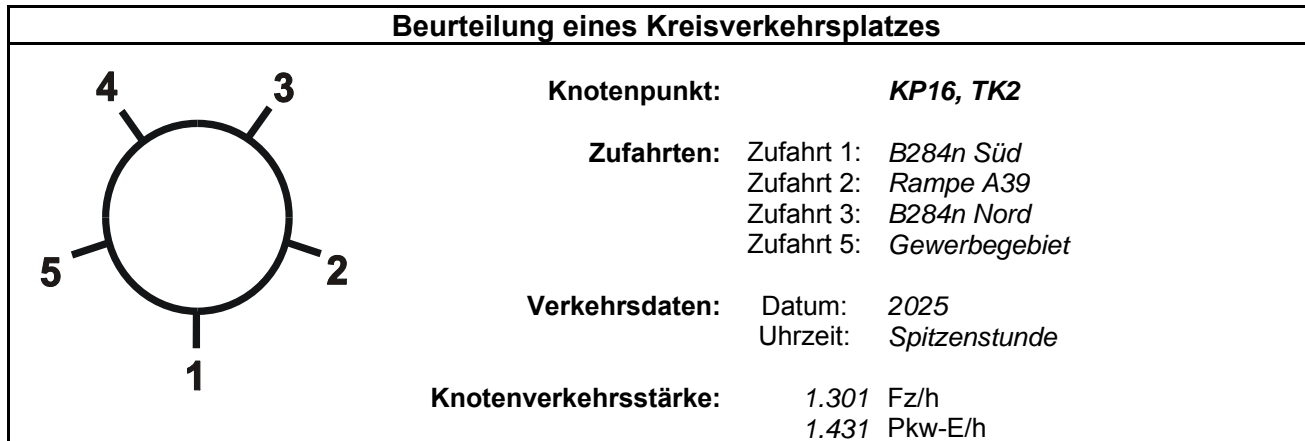 Beurteilung eines Kreisverkehrsplatzes
4 3
5 2
1
Knotenpunkt: KP16, TK2
Zufahrten: Zufahrt 1: B284n Süd
Zufahrt 2: Rampe A39
Zufahrt 3: B284n Nord
Zufahrt 5: Gewerbegebiet
Verkehrsdaten: Datum: 2025
Uhrzeit: Spitzenstunde
Knotenverkehrsstärke: 1.301 Fz/h
1.431 Pkw-E/h